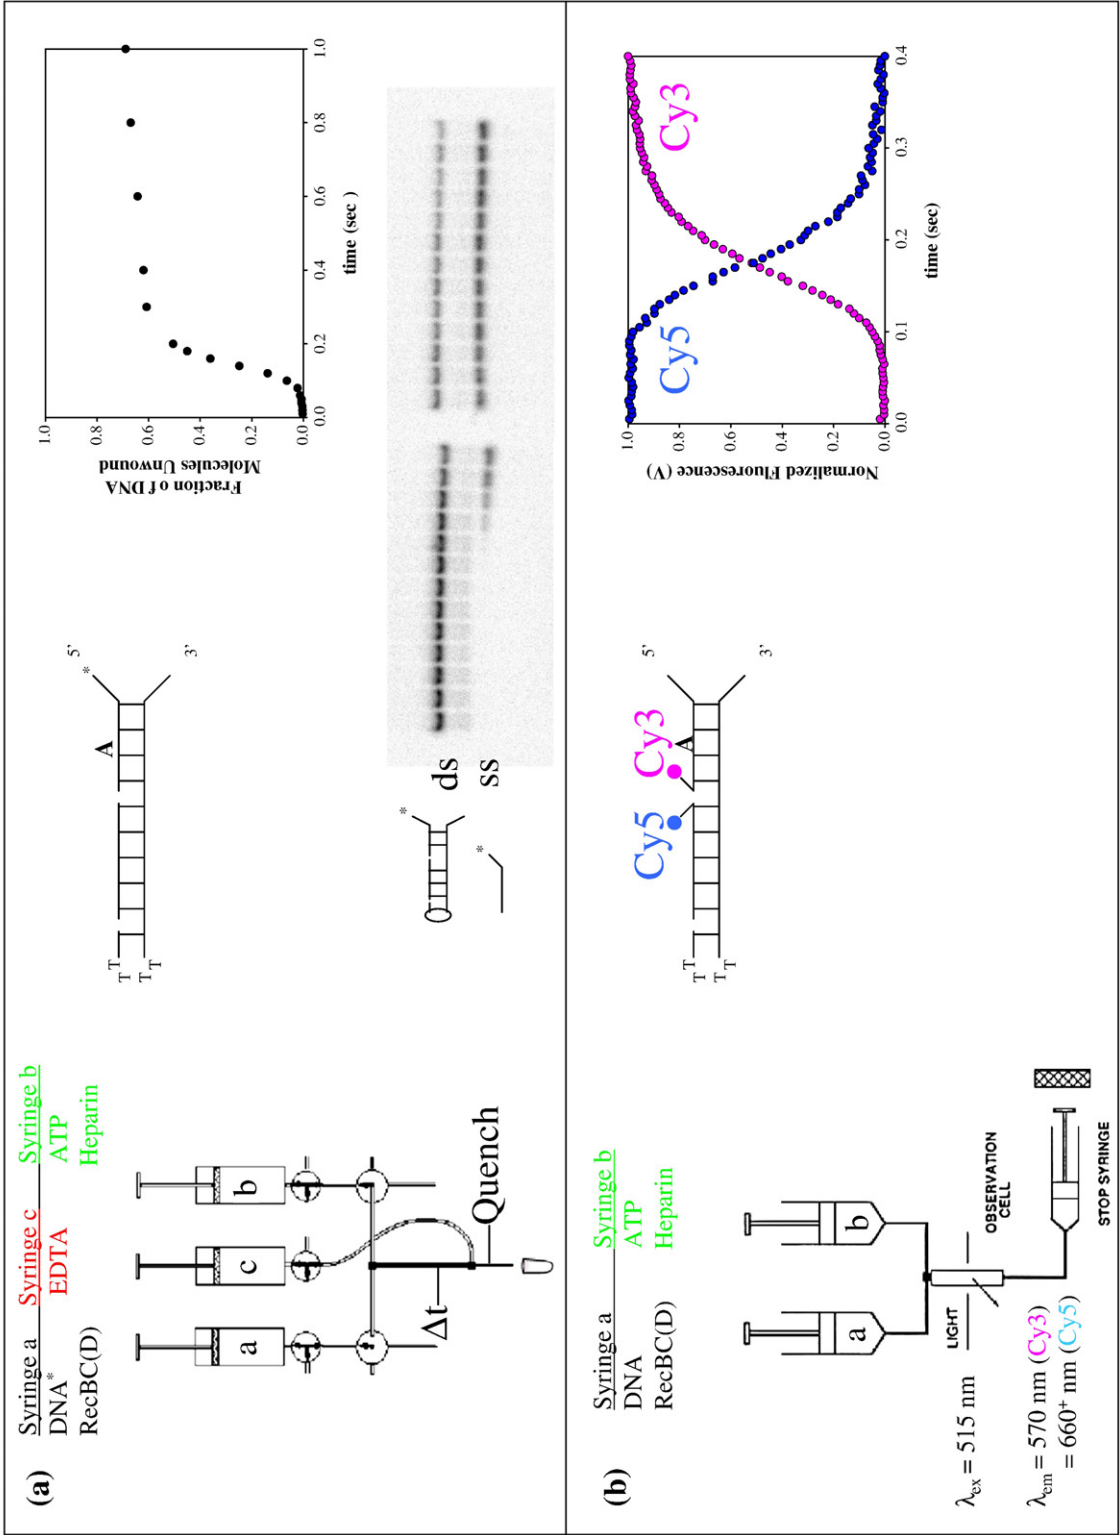 (a)
Syringe a Syringe c Syringe b
DNA* EDTA ATP
RecBC(D) Heparin
a
c
b
Δt
Quench
A
*
5'
3'
T
T
T
T
*
ds
*
ss
Fraction of DNA
Molecules Unwound
1.0
0.8
0.6
0.4
0.2
0.0
0.0 0.2 0.4 0.6 0.8 1.0
time (sec )
(b)
Syringe a Syringe b
DNA ATP
RecBC(D) Heparin
a
b
LIGHT
OBSERVATION
CELL
STOP SYRINGE
λex = 515 nm
λem = 570 nm (Cy3)
= 660+ nm (Cy5)
Cy5
Cy3
A
5'
3'
T
T
T
T
Normalized Fluorescence (V)
1.0
0.8
0.6
0.4
0.2
0.0
Cy5
Cy3
0.0 0.1 0.2 0.3 0.4
time (sec)